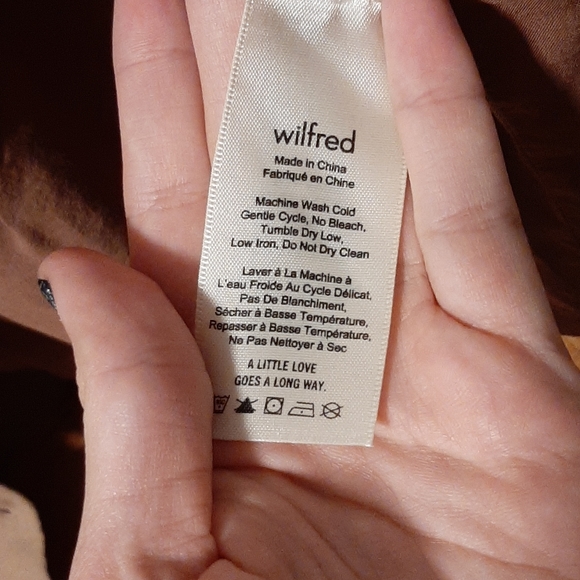 wilfred
Made in China
Fabriqué en Chine
Machine Wash Cold
Gentle Cycle, No Bleach,
Tumble Dry Low,
Low Iron, Do Not Dry Clean
Laver à La Machine à
L'eau Froide Au Cycle Délicat.
Pas De Blanchiment,
Sécher à Basse Température,
Repasser à Basse Température,
Ne Pas Nettoyer à Sec
A LITTLE LOVE
GOES A LONG WAY.